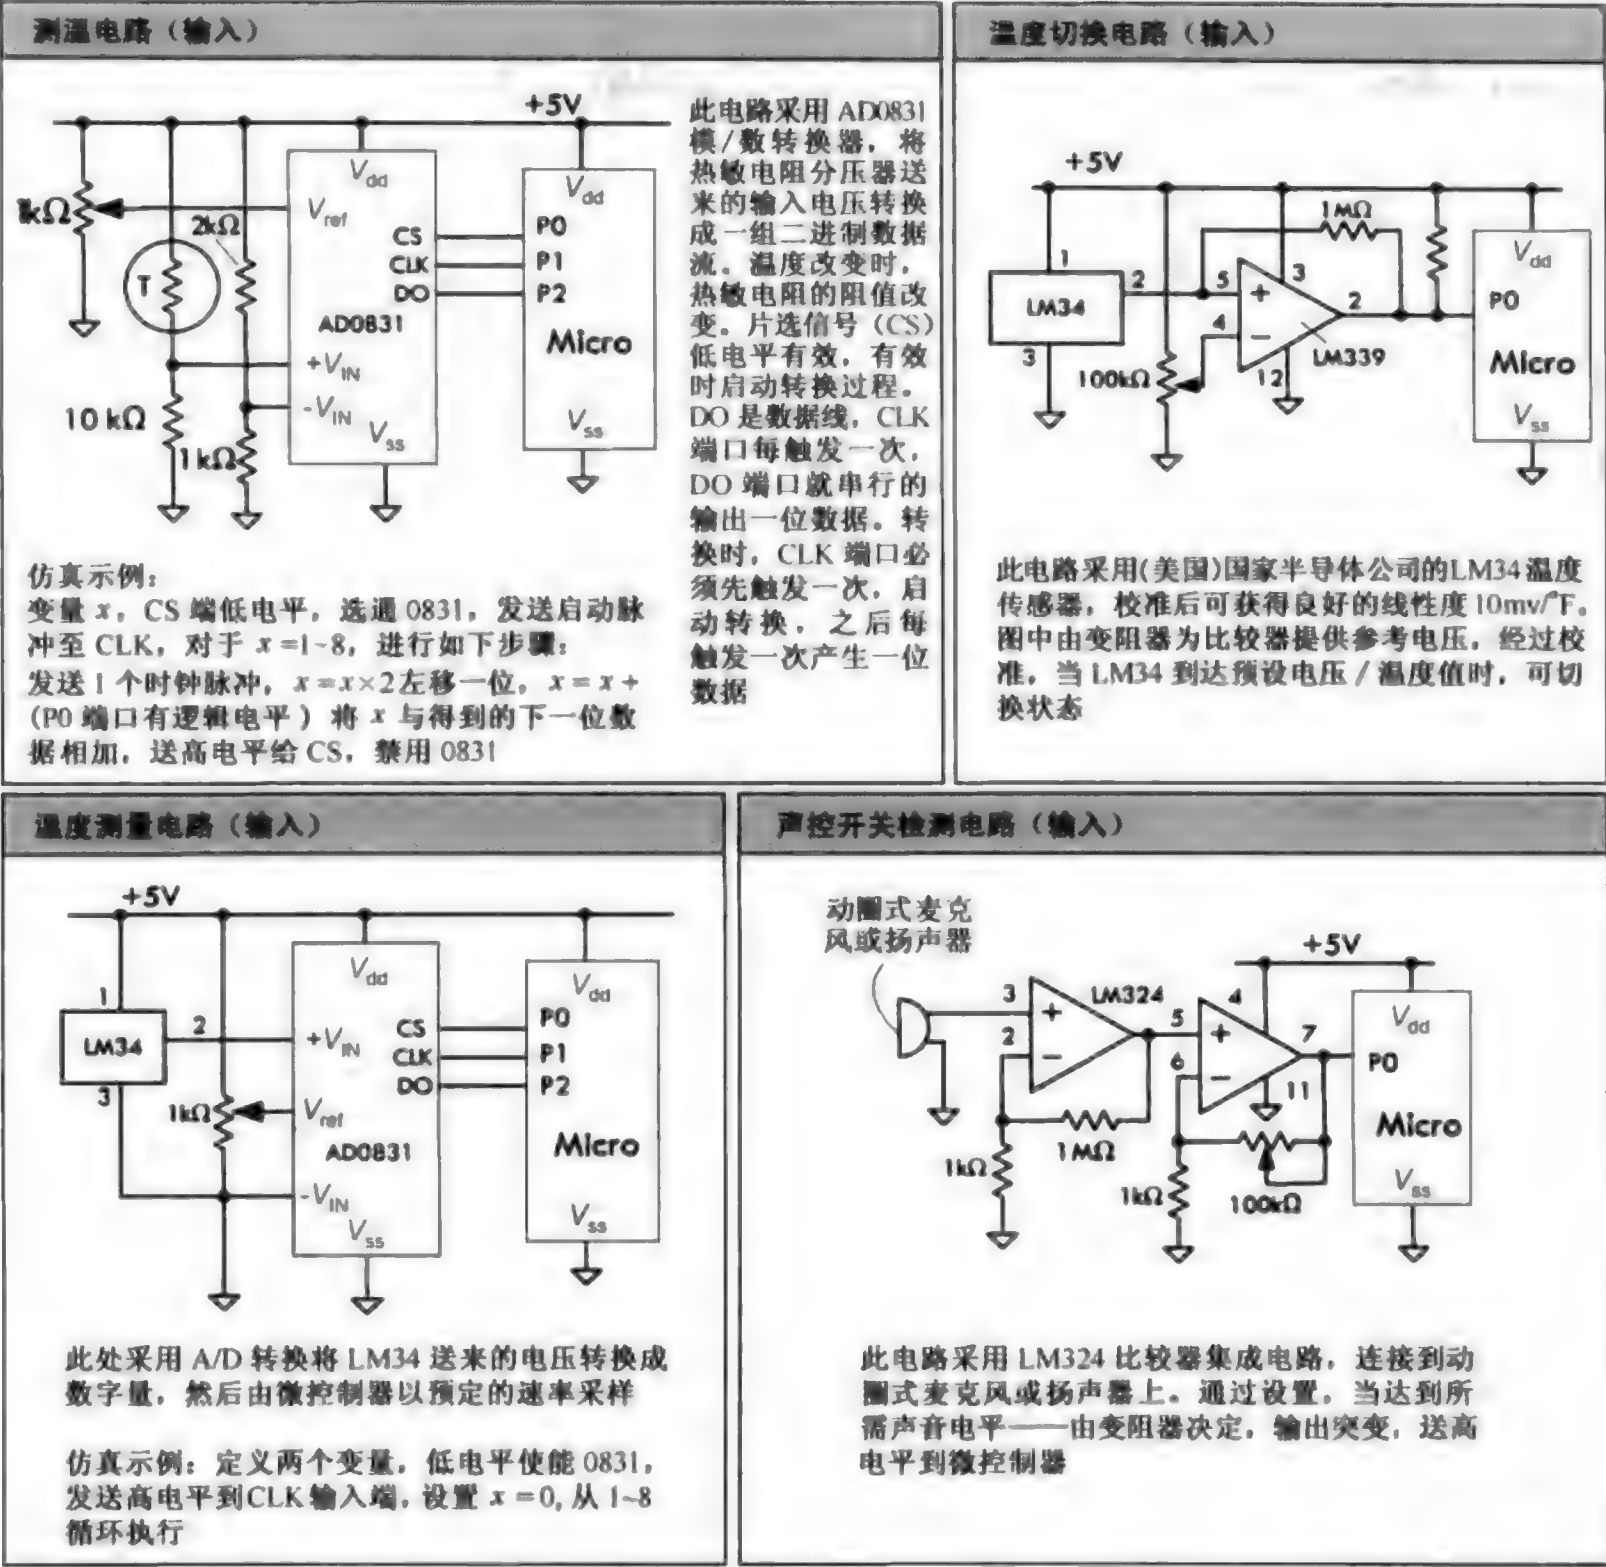 测温电路（输入）
+5V
1kΩ
T
10 kΩ
2kΩ
1kΩ
Vdd
Vref
CS
CLK
DO
AD0831
+VIN
-VIN
Vss
Vdd
P0
P1
P2
Micro
Vss
此电路采用 AD0831
模/数转换器，将
热敏电阻分压器送
来的输入电压转换
成一组二进制数据
流。温度改变时，
热敏电阻的阻值改
变。片选信号（CS）
低电平有效，有效
时启动转换过程。
DO 是数据线，CLK
端口每触发一次，
DO 端口就串行的
输出一位数据。转
换时，CLK 端口必
须先触发一次，启
动转换，之后每
触发一次产生一位
数据
仿真示例：
变量 x，CS 端低电平，选通 0831，发送启动脉
冲至 CLK，对于 x =1~8，进行如下步骤：
发送 1 个时钟脉冲，x＝x×2左移一位，x＝x＋
(P0 端口有逻辑电平）将 x 与得到的下一位数
据相加，送高电平给 CS，禁用 0831
温度切换电路（输入）
+5V
1
LM34
2
3
100kΩ
5
4
+
−
3
12
2
1MΩ
LM339
Vdd
P0
Micro
Vss
此电路采用(美国)国家半导体公司的LM34温度
传感器，校准后可获得良好的线性度10mv/°F。
图中由变阻器为比较器提供参考电压，经过校
准，当 LM34 到达预设电压 / 温度值时，可切
换状态
温度测量电路（输入）
+5V
1
LM34
2
3
1kΩ
Vdd
+VIN
Vref
AD0831
-VIN
Vss
CS
CLK
DO
Vdd
P0
P1
P2
Micro
Vss
此处采用 A/D 转换将 LM34 送来的电压转换成
数字量，然后由微控制器以预定的速率采样
仿真示例：定义两个变量，低电平使能 0831，
发送高电平到CLK输入端，设置 x = 0, 从 1~8
循环执行
声控开关检测电路（输入）
动圈式麦克
风或扬声器
3
2
+
−
LM324
1kΩ
1MΩ
5
6
+
−
4
11
7
1kΩ
100kΩ
+5V
Vdd
P0
Micro
Vss
此电路采用 LM324 比较器集成电路，连接到动
圈式麦克风或扬声器上。通过设置，当达到所
需声音电平——由变阻器决定，输出突变，送高
电平到微控制器